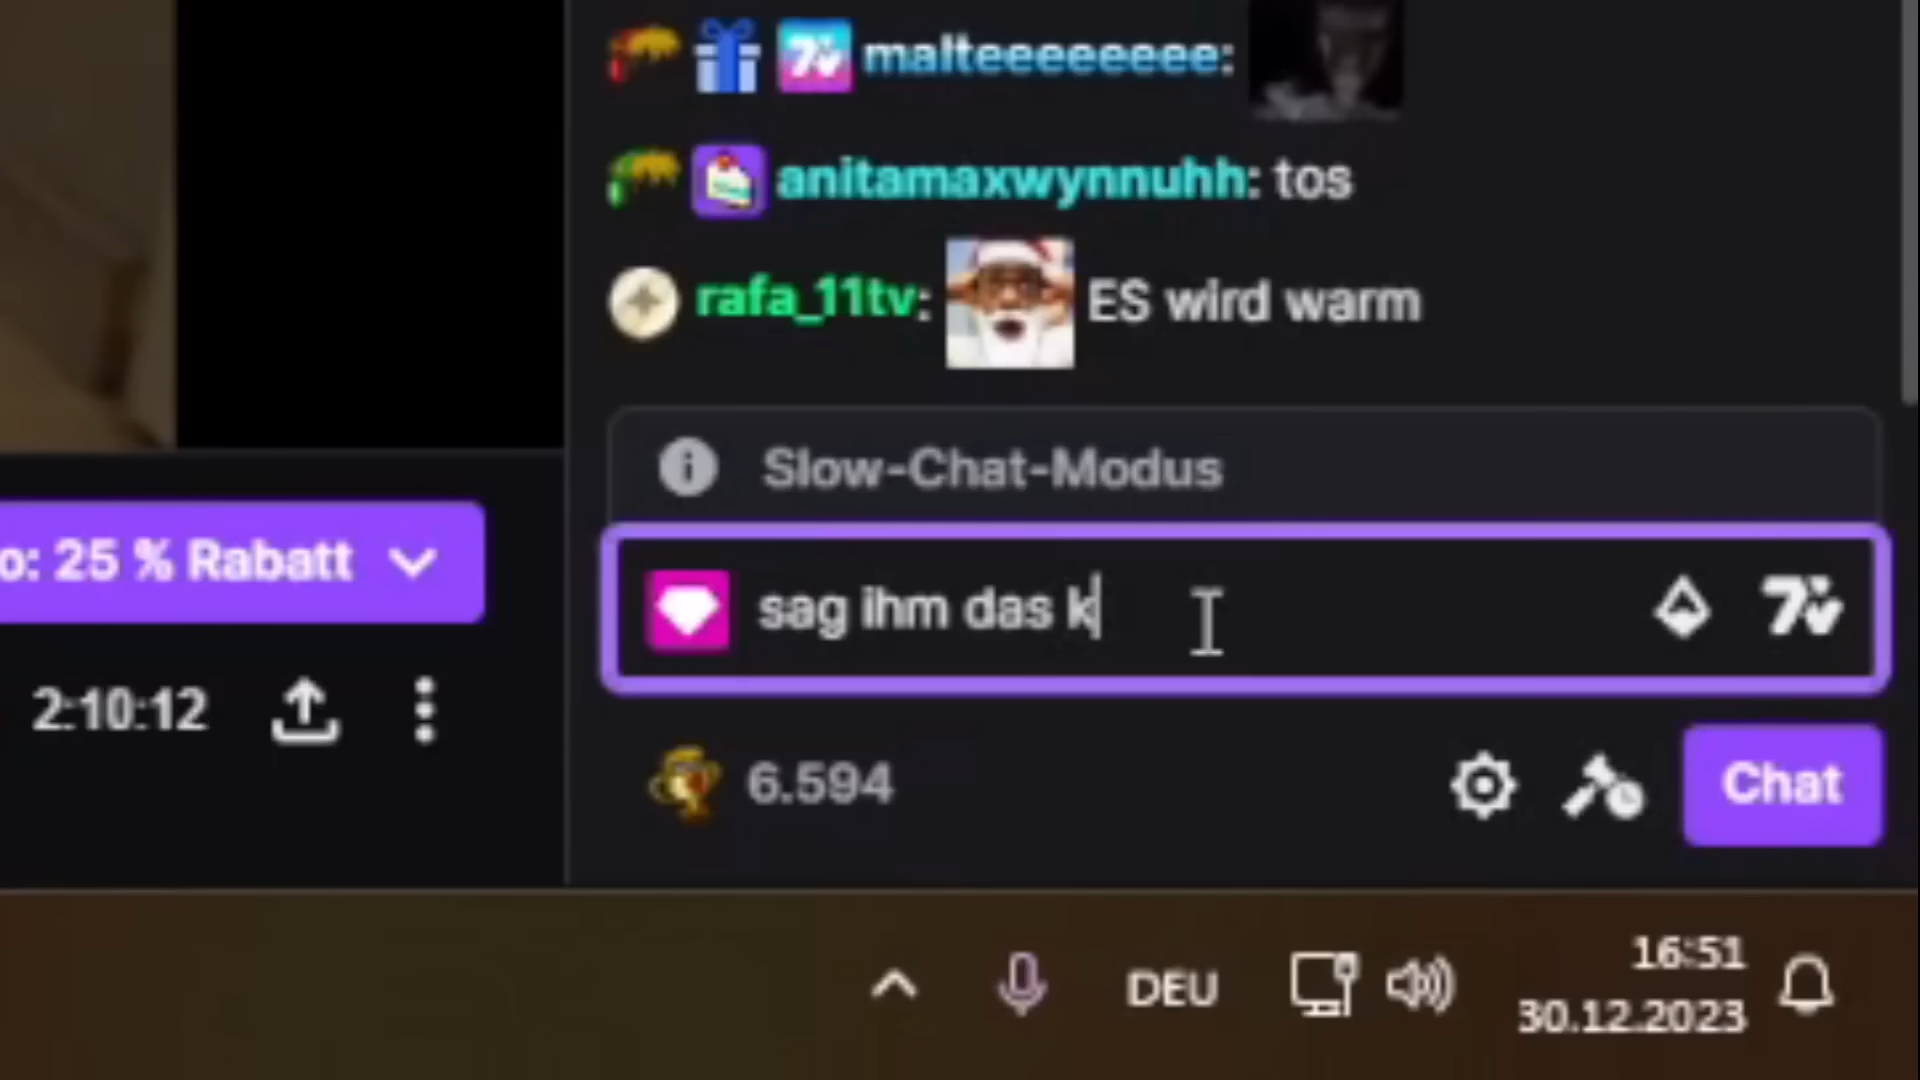 malteeeeeeee:
anitamaxwynnuhh: tos
rafa_11tv: ES wird warm
Slow-Chat-Modus
o: 25 % Rabatt
sag ihm das k
2:10:12
6.594
Chat
DEU
16:51
30.12.2023